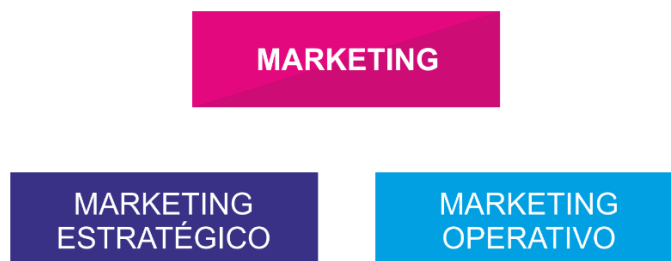 MARKETING
MARKETING
ESTRATÉGICO
MARKETING
OPERATIVO